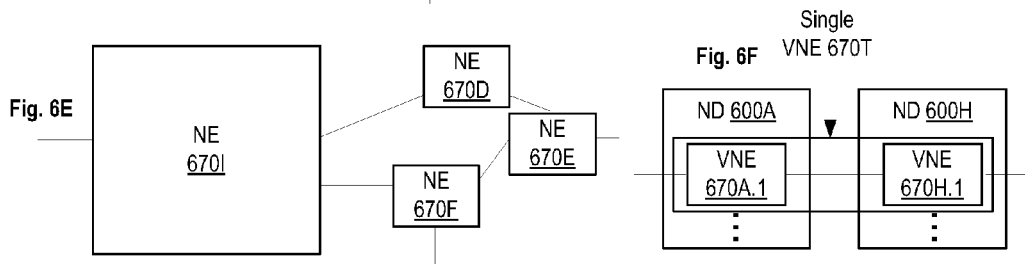 Fig. 6E
NE
670I
NE
670D
NE
670E
NE
670F
Single
VNE 670T
Fig. 6F
ND 600A
ND 600H
VNE
670A.1
VNE
670H.1